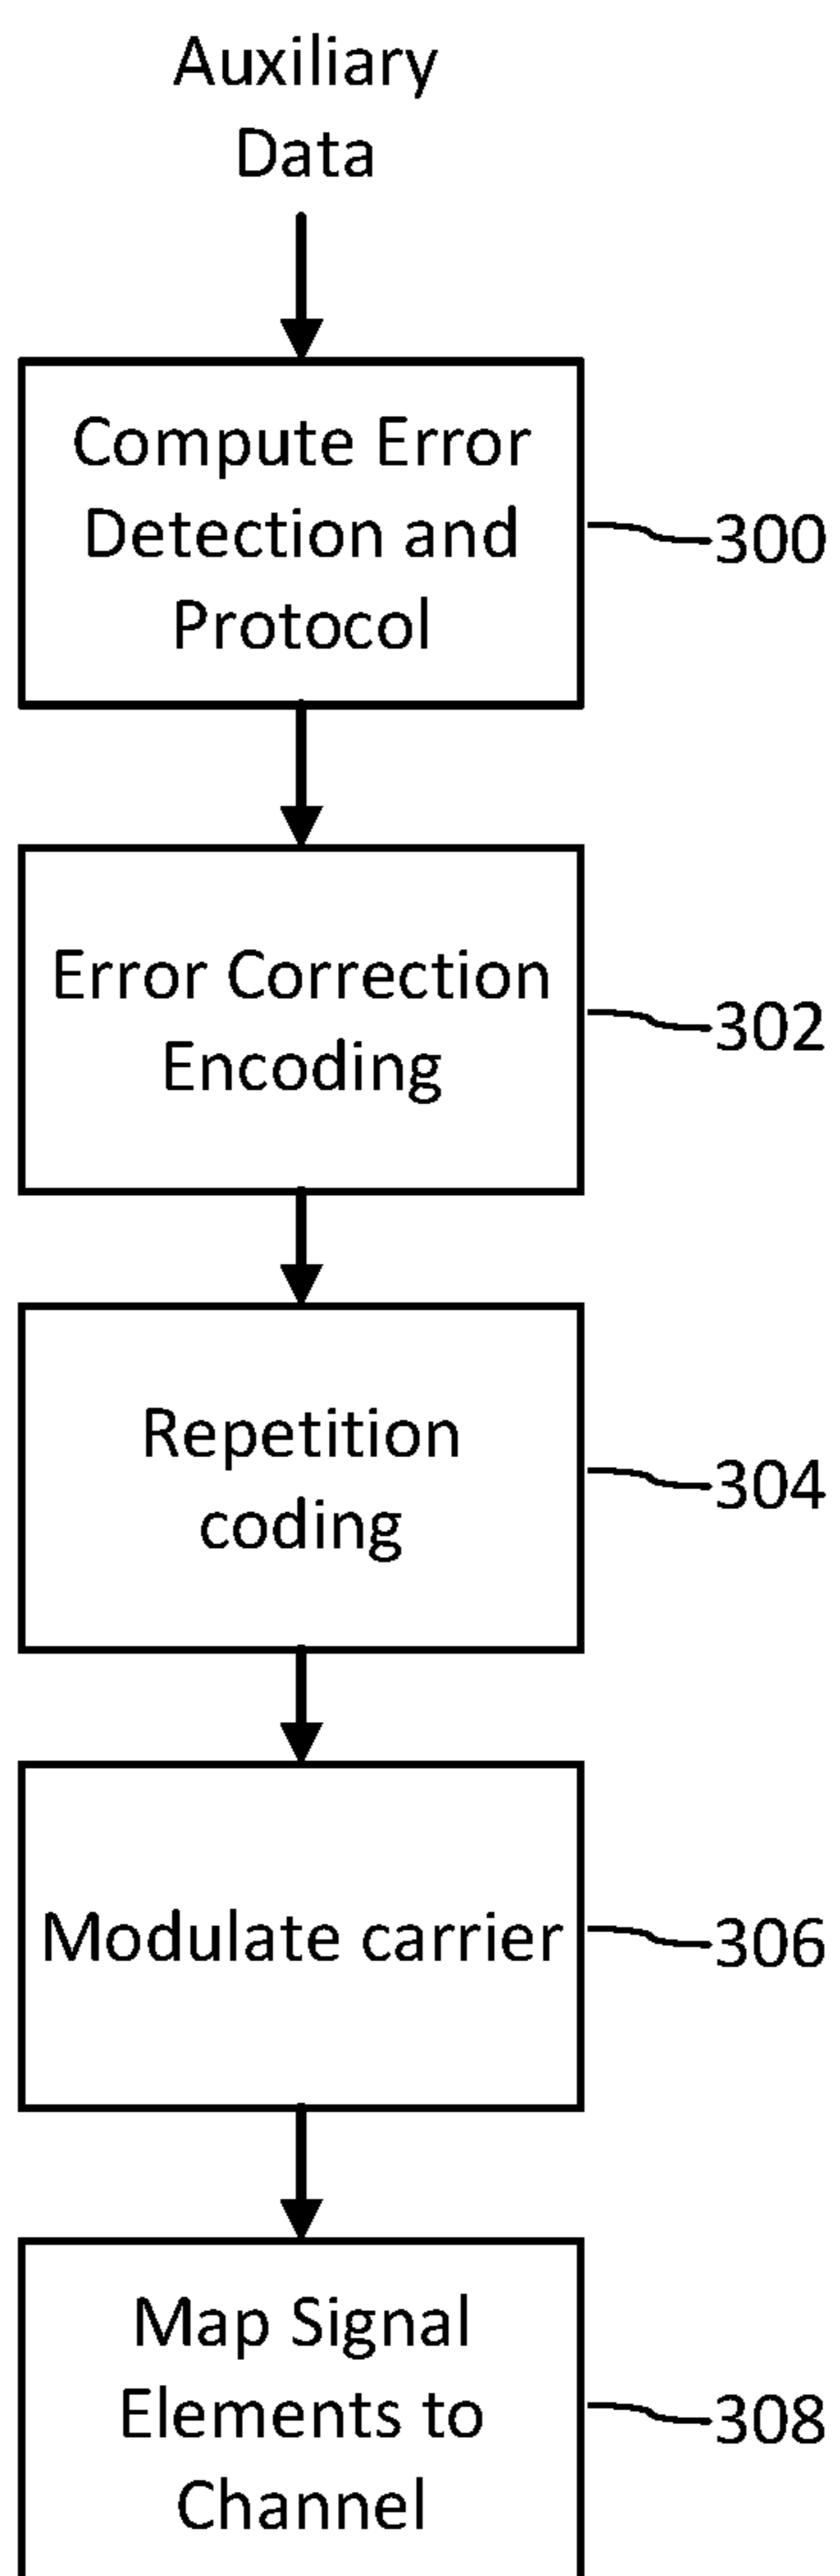 Auxiliary
Data
Compute Error
Detection and
Protocol
300
Error Correction
Encoding
302
Repetition
coding
304
Modulate carrier
306
Map Signal
Elements to
Channel
308